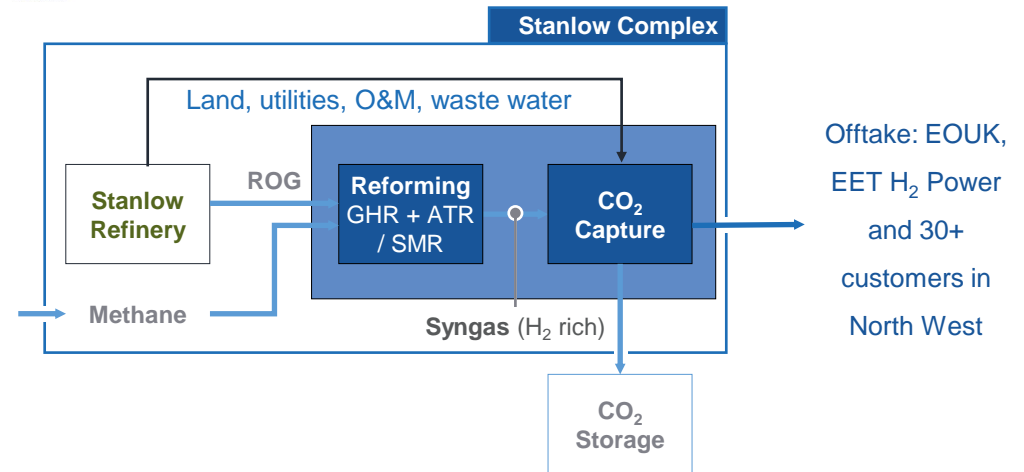 Stanlow Complex
Land, utilities, O&M, waste water
Stanlow
Refinery
ROG
Reforming
GHR + ATR
/ SMR
CO₂
Capture
Offtake: EOUK,
EET H₂ Power
and 30+
customers in
North West
Methane
Syngas (H₂ rich)
CO₂
Storage